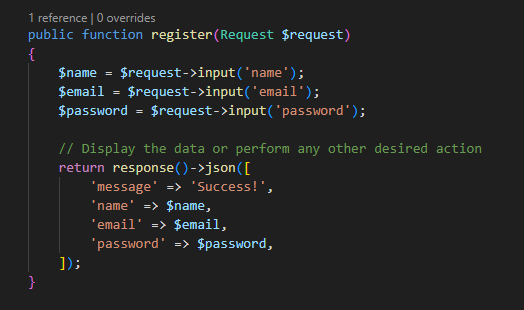 1 reference | 0 overrides
public function register(Request $request)
{
$name = $request->input('name');
$email = $request->input('email');
$password = $request->input('password');
// Display the data or perform any other desired action
return response()->json([
'message' => 'Success!',
'name' => $name,
'email' => $email,
'password' => $password,
]);
}